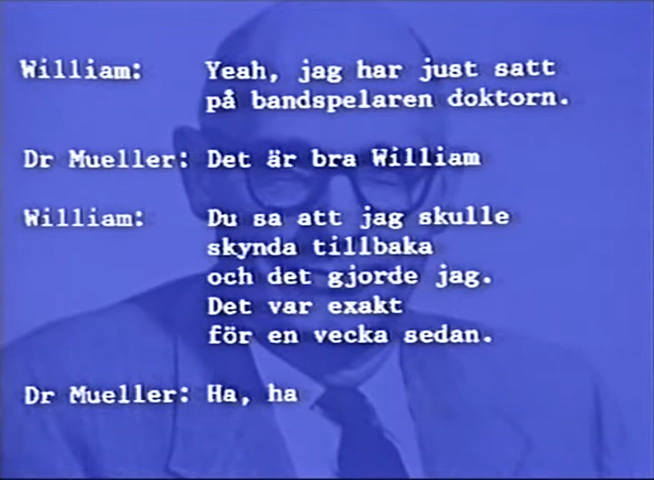 William: Yeah, jag har just satt
på bandspelaren doktorn.
Dr Mueller: Det är bra William
William: Du sa att jag skulle
skynda tillbaka
och det gjorde jag.
Det var exakt
för en vecka sedan.
Dr Mueller: Ha, ha